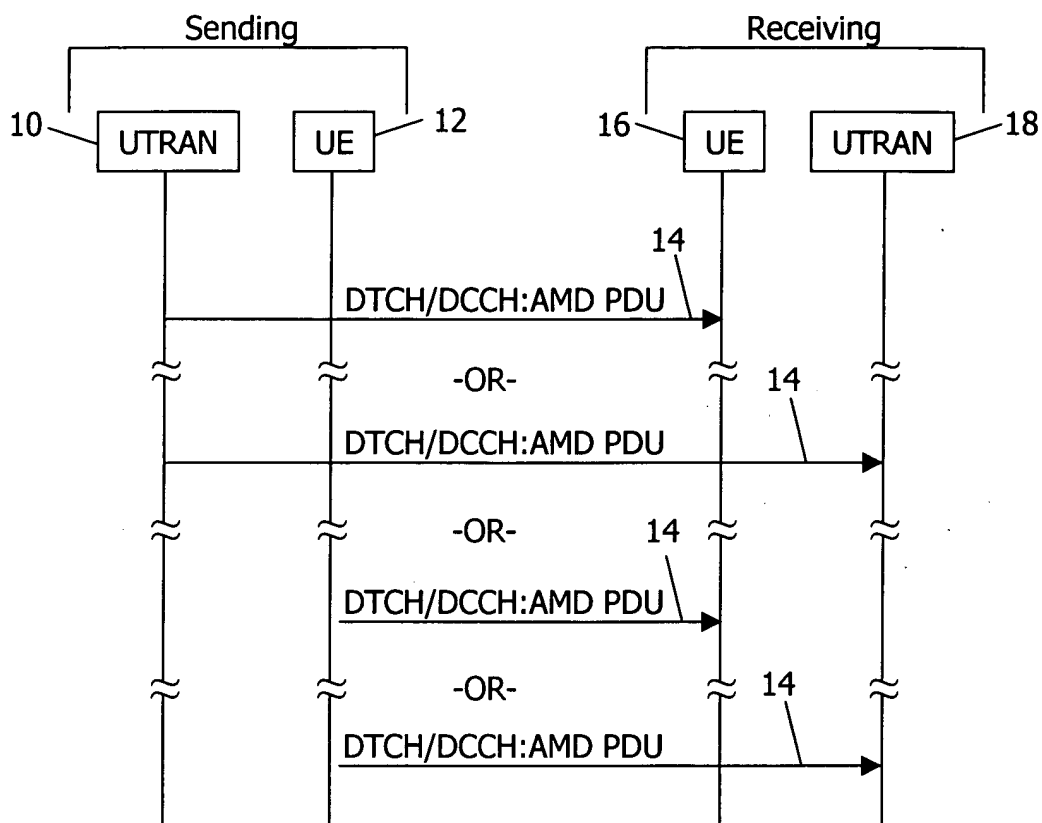 Sending Receiving
10 UTRAN UE 12 16 UE UTRAN 18
14
DTCH/DCCH:AMD PDU
-OR- 14
DTCH/DCCH:AMD PDU
-OR- 14
DTCH/DCCH:AMD PDU
-OR- 14
DTCH/DCCH:AMD PDU